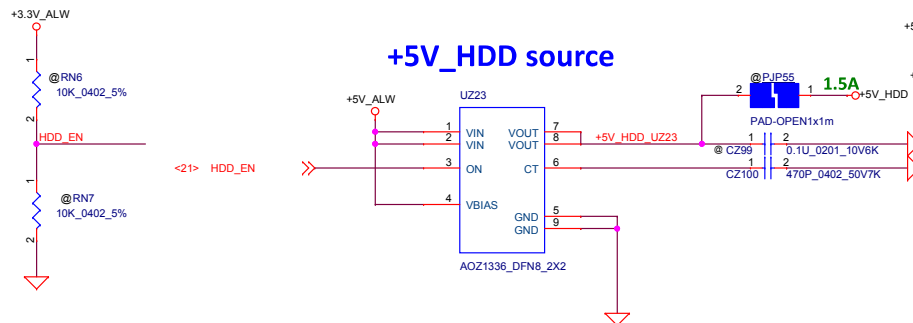 +3.3V_ALW
1
@RN6
10K_0402_5%
2
HDD_EN
1
@RN7
10K_0402_5%
2
<21> HDD_EN
+5V_HDD source
+5V_ALW
UZ23
1 VIN VOUT 7
2 VIN VOUT 8
+5V_HDD_UZ23
3 ON CT 6
4 VBIAS
GND 5
GND 9
AOZ1336_DFN8_2X2
@PJP55
2 1
1.5A
+5V_HDD
PAD-OPEN1x1m
1 2
@ CZ99 0.1U_0201_10V6K
1 2
CZ100 470P_0402_50V7K
+5
+